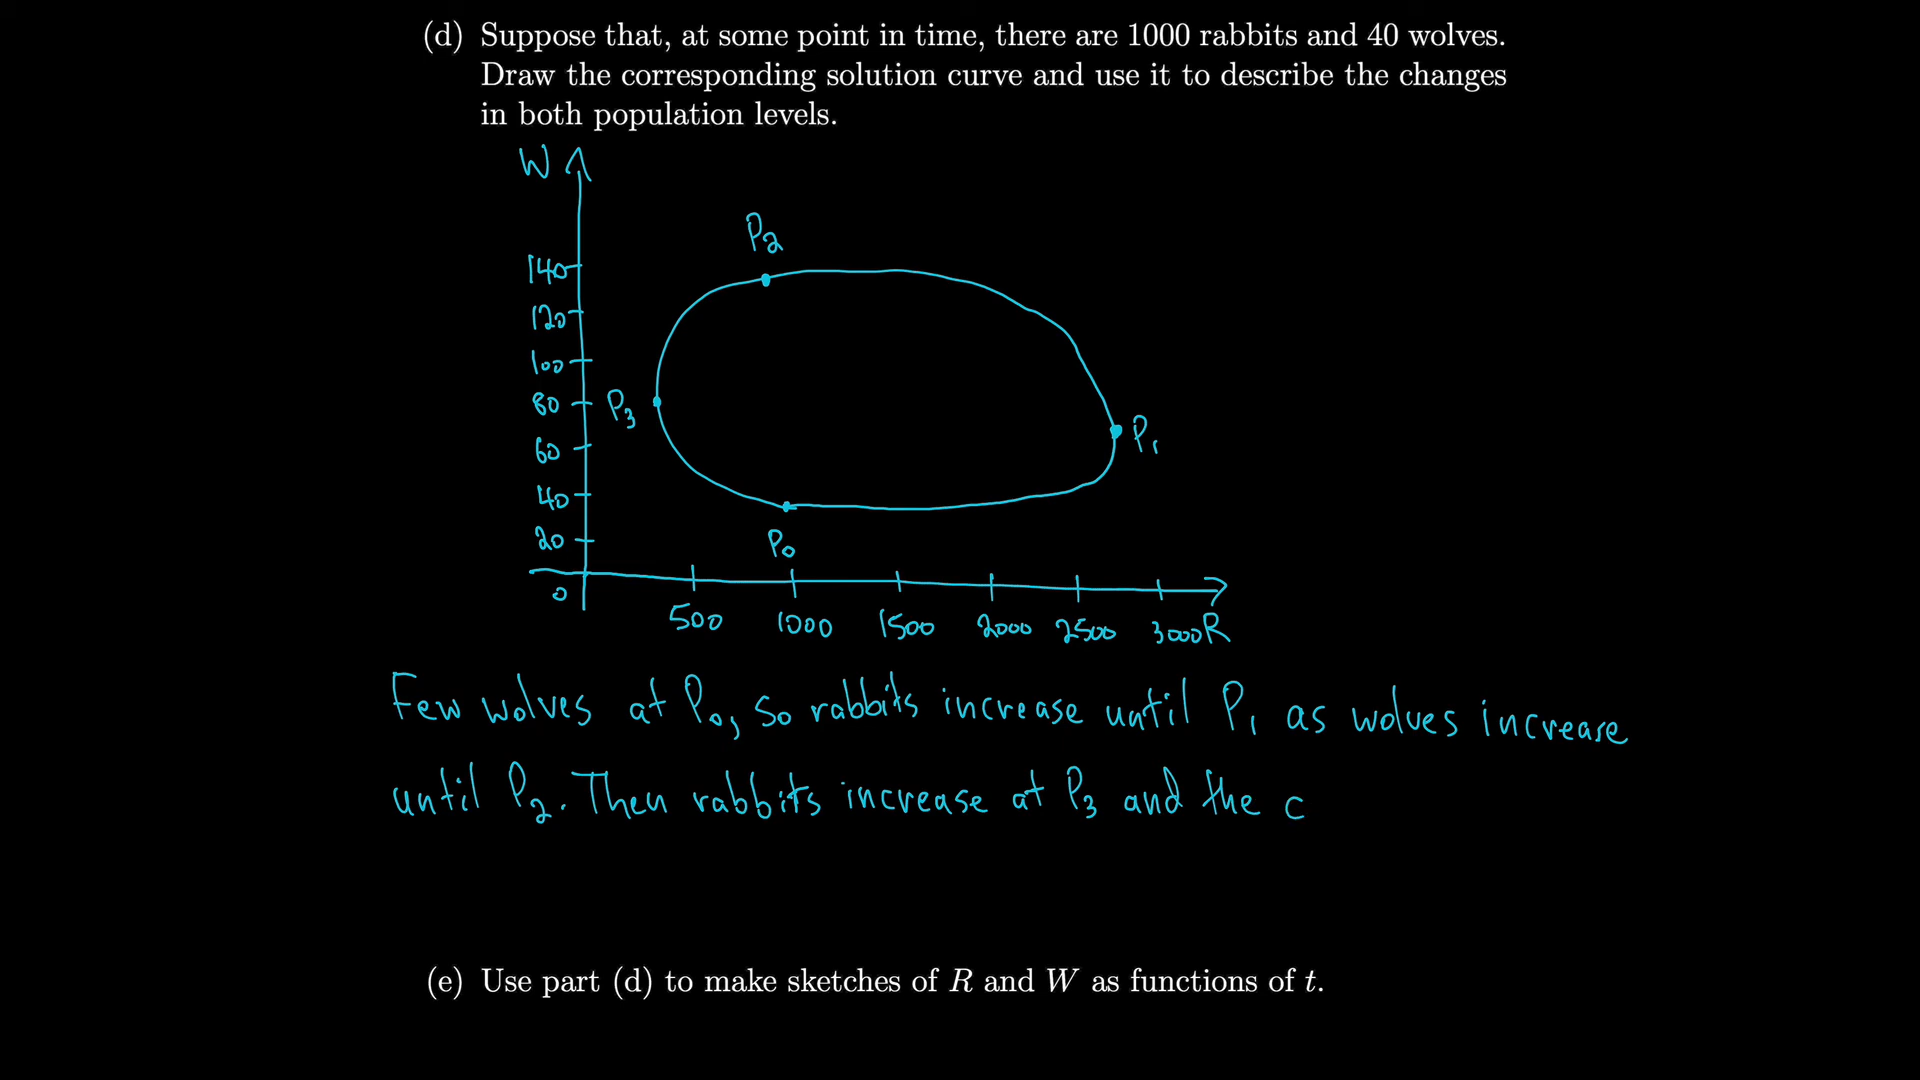 (d) Suppose that, at some point in time, there are 1000 rabbits and 40 wolves.
Draw the corresponding solution curve and use it to describe the changes
in both population levels.
W
P2
140
120
100
80
P3
P1
60
40
20
P0
0
500 1000 1500 2000 2500 3000 R
Few wolves at P0, so rabbits increase until P1 as wolves increase
until P2. Then rabbits increase at P3 and the c
(e) Use part (d) to make sketches of R and W as functions of t.